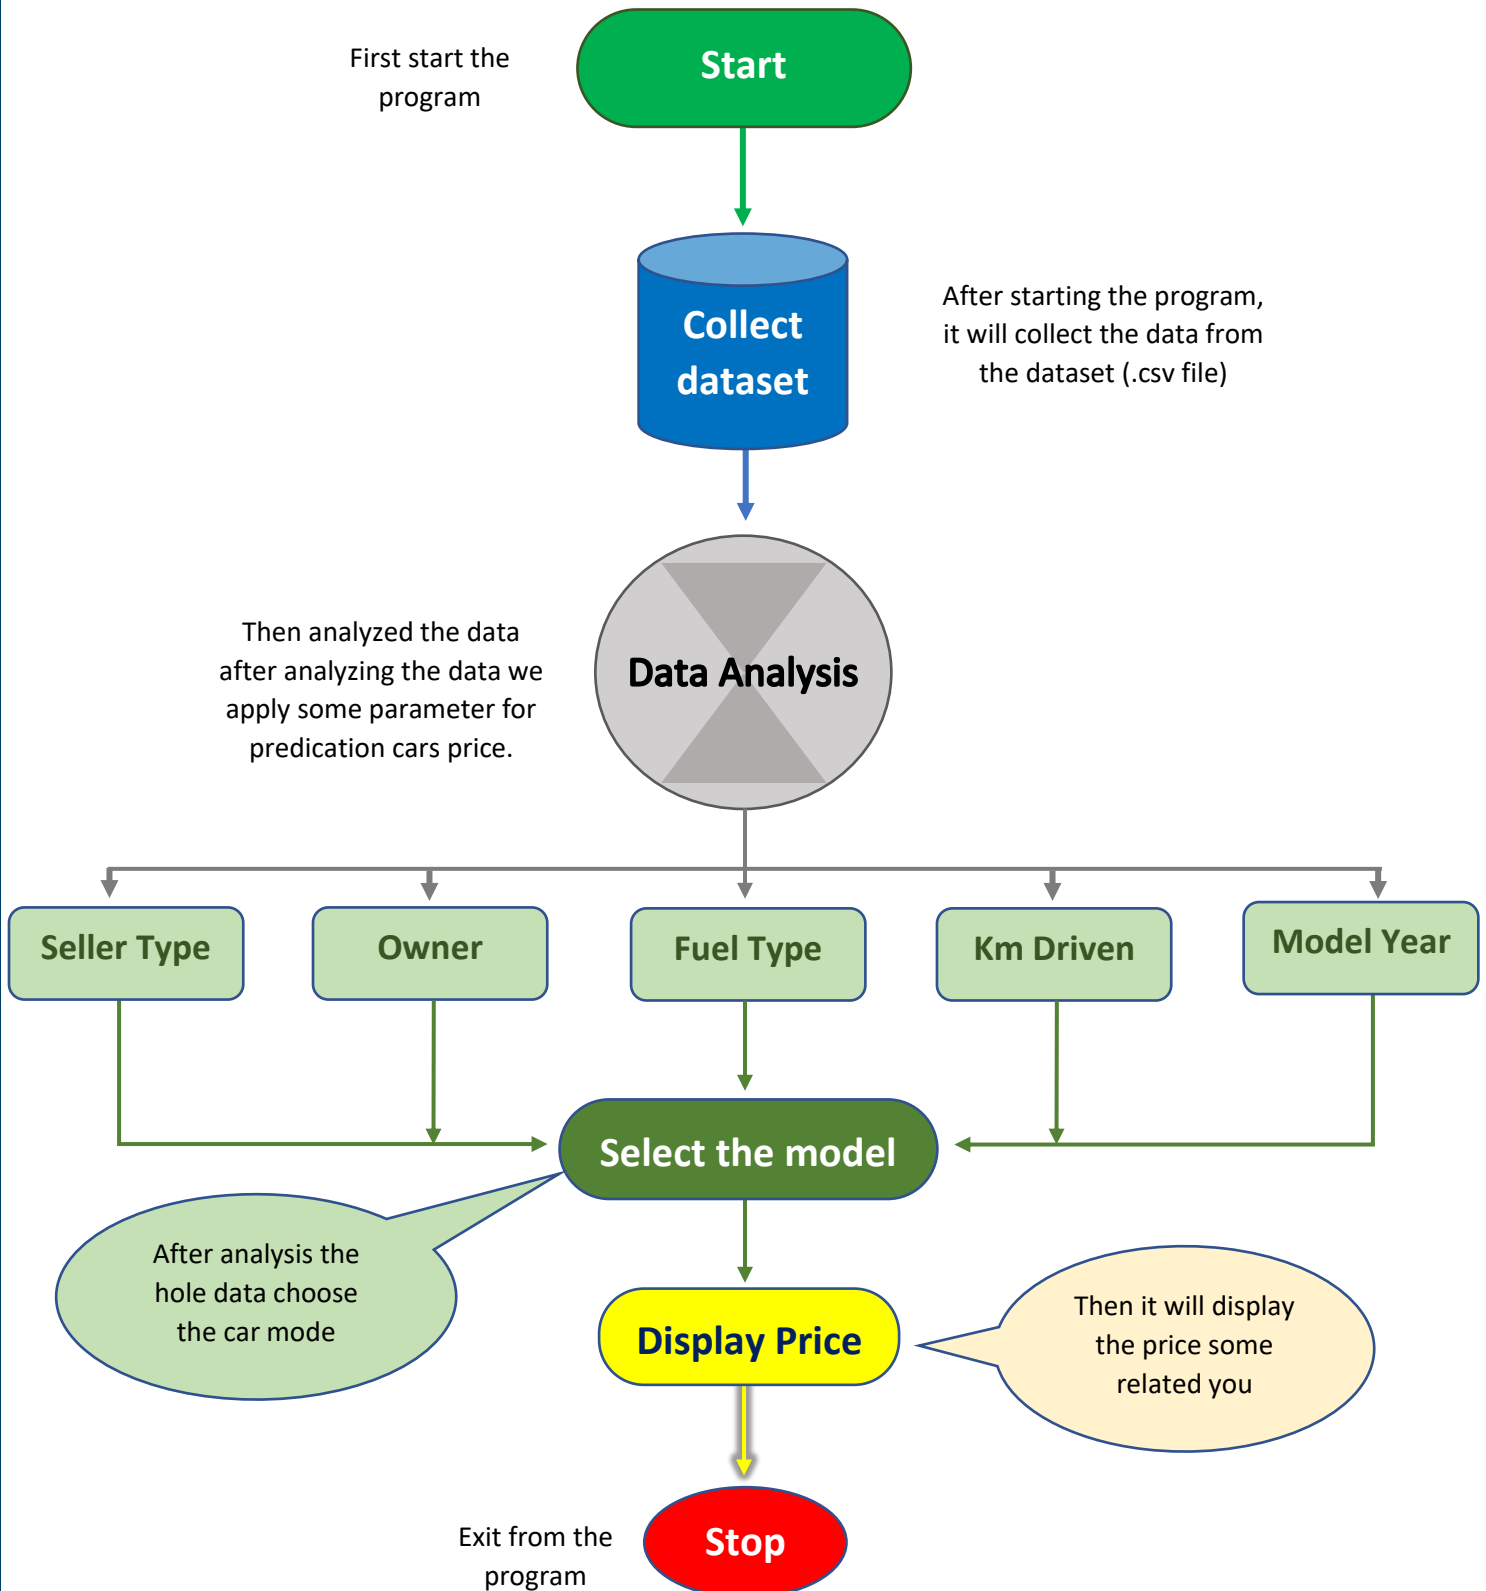 First start the
program
Start
Collect
dataset
After starting the program,
it will collect the data from
the dataset (.csv file)
Then analyzed the data
after analyzing the data we
apply some parameter for
predication cars price.
Data Analysis
Seller Type
Owner
Fuel Type
Km Driven
Model Year
Select the model
After analysis the
hole data choose
the car mode
Display Price
Then it will display
the price some
related you
Exit from the
program
Stop